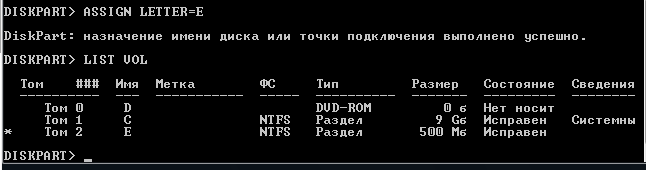 DISKPART> ASSIGN LETTER=E
DiskPart: назначение имени диска или точки подключения выполнено успешно.
DISKPART> LIST VOL
Том ### Имя Метка ФС Тип Размер Состояние Сведения
Том 0 D DVD-ROM 0 б Нет носит
Том 1 C NTFS Раздел 9 Gб Исправен Системны
* Том 2 E NTFS Раздел 500 Mб Исправен
DISKPART> _